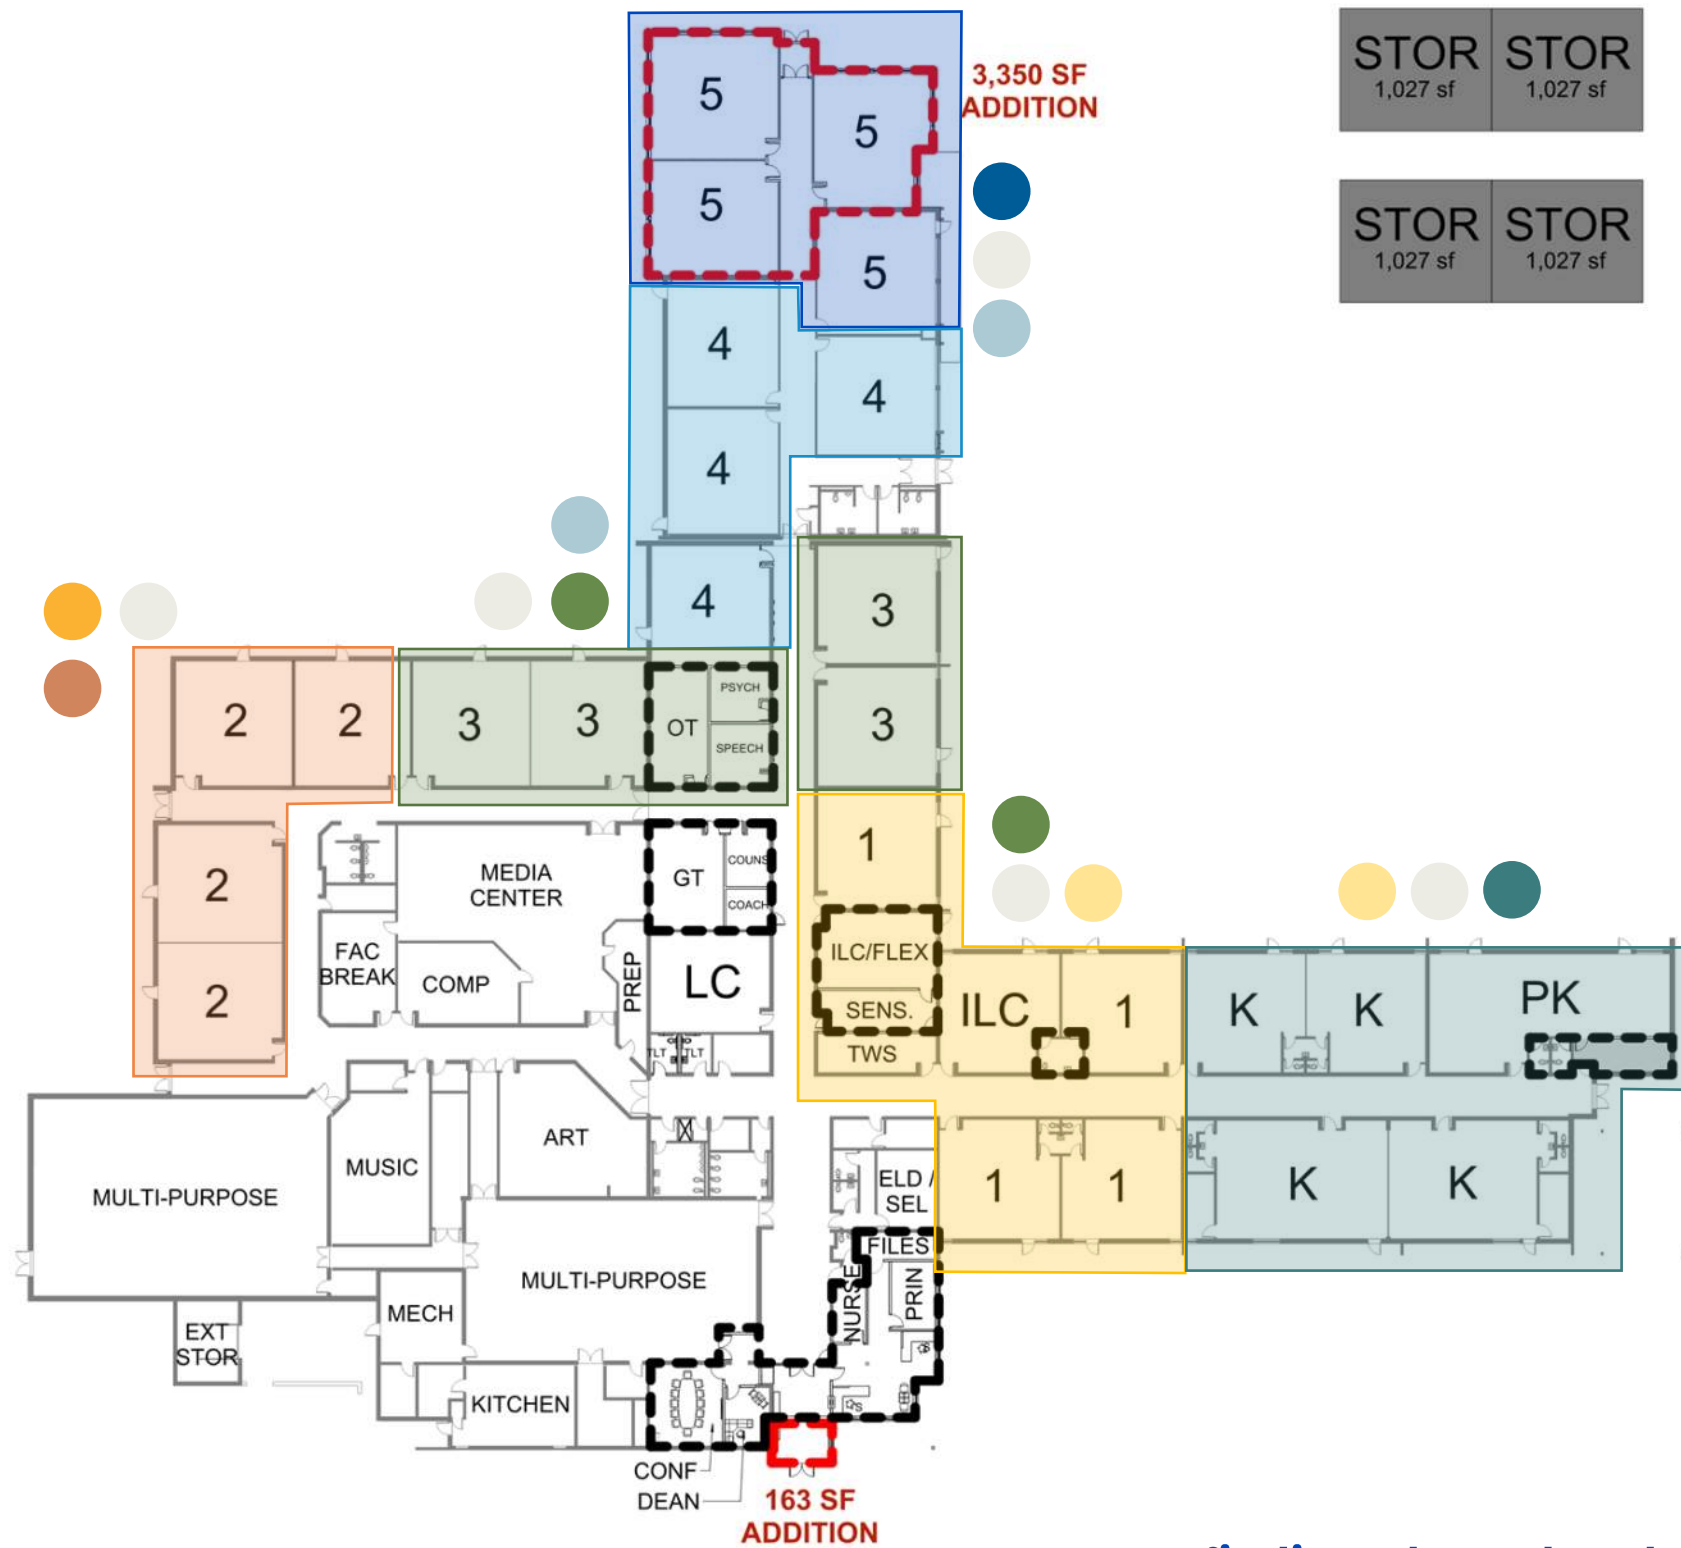 STOR
1,027 sf
STOR
1,027 sf
STOR
1,027 sf
STOR
1,027 sf
3,350 SF
ADDITION
5
5
5
5
4
4
4
4
3
3
2
2
3
3
OT
PSYCH
SPEECH
2
2
MEDIA
CENTER
GT
COUNS
COACH
1
FAC
BREAK
COMP
PREP
LC
ILC/FLEX
SENS.
TWS
ILC
1
K
K
PK
TLT
TLT
MULTI-PURPOSE
MUSIC
ART
ELD /
SEL
1
1
K
K
FILES
NURSE
PRIN
MULTI-PURPOSE
MECH
EXT
STOR
KITCHEN
CONF
DEAN
163 SF
ADDITION